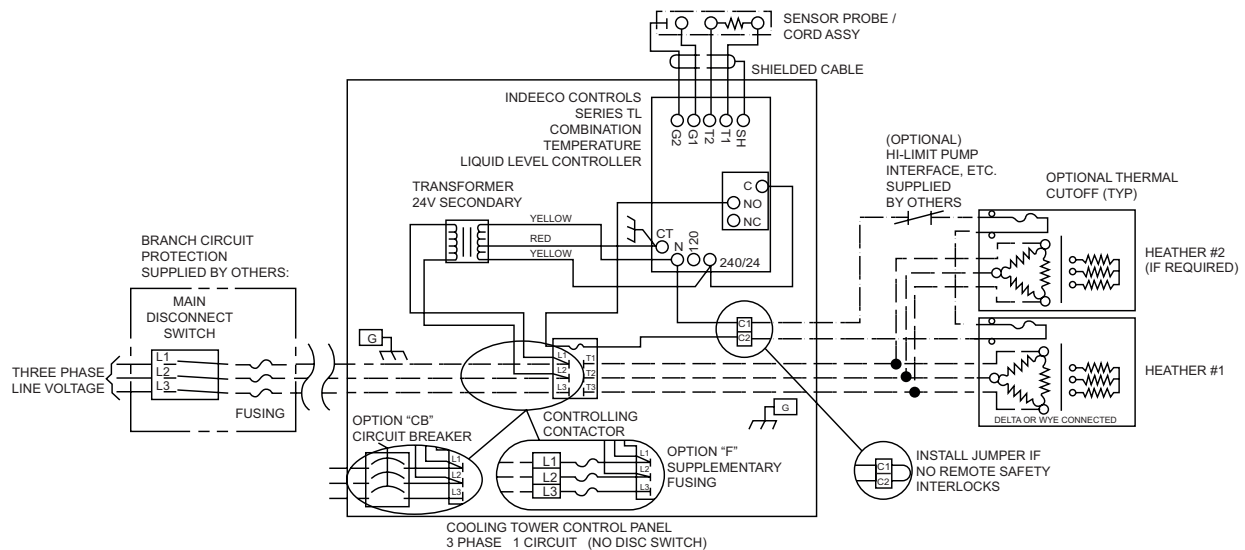 SENSOR PROBE /
CORD ASSY
SHIELDED CABLE
INDEECO CONTROLS
SERIES TL
COMBINATION
TEMPERATURE
LIQUID LEVEL CONTROLLER
G2
G1
T2
T1
SH
C
NO
NC
TRANSFORMER
24V SECONDARY
YELLOW
RED
YELLOW
CT
N
120
240/24
(OPTIONAL)
HI-LIMIT PUMP
INTERFACE, ETC.
SUPPLIED
BY OTHERS
OPTIONAL THERMAL
CUTOFF (TYP)
HEATHER #2
(IF REQUIRED)
BRANCH CIRCUIT
PROTECTION
SUPPLIED BY OTHERS:
MAIN
DISCONNECT
SWITCH
L1
L2
L3
THREE PHASE
LINE VOLTAGE
FUSING
G
L1
L2
L3
T1
T2
T3
C1
C2
HEATHER #1
DELTA OR WYE CONNECTED
G
CONTROLLING
CONTACTOR
OPTION “CB”
CIRCUIT BREAKER
L1
L2
L3
L1
L2
L3
L1
L2
L3
OPTION “F”
SUPPLEMENTARY
FUSING
C1
C2
INSTALL JUMPER IF
NO REMOTE SAFETY
INTERLOCKS
COOLING TOWER CONTROL PANEL
3 PHASE 1 CIRCUIT (NO DISC SWITCH)